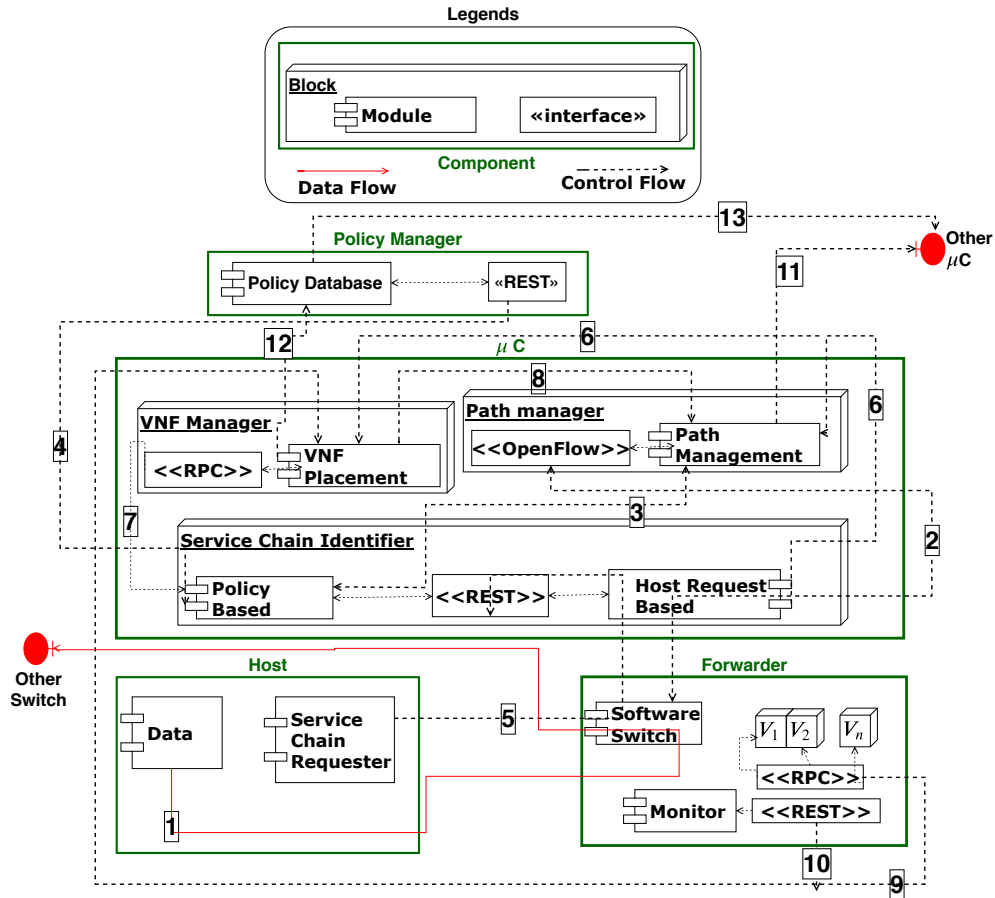 Legends
Block
Module
«interface»
Component
Data Flow
Control Flow
13
Policy Manager
Other
μC
Policy Database
«REST»
11
12
6
μ C
8
6
VNF Manager
Path manager
4
<<RPC>>
VNF
Placement
<<OpenFlow>>
Path
Management
7
3
2
Service Chain Identifier
Policy
Based
<<REST>>
Host Request
Based
Other
Switch
Host
Forwarder
Data
Service
Chain
Requester
5
Software
Switch
V1
V2
Vn
<<RPC>>
1
Monitor
<<REST>>
10
9